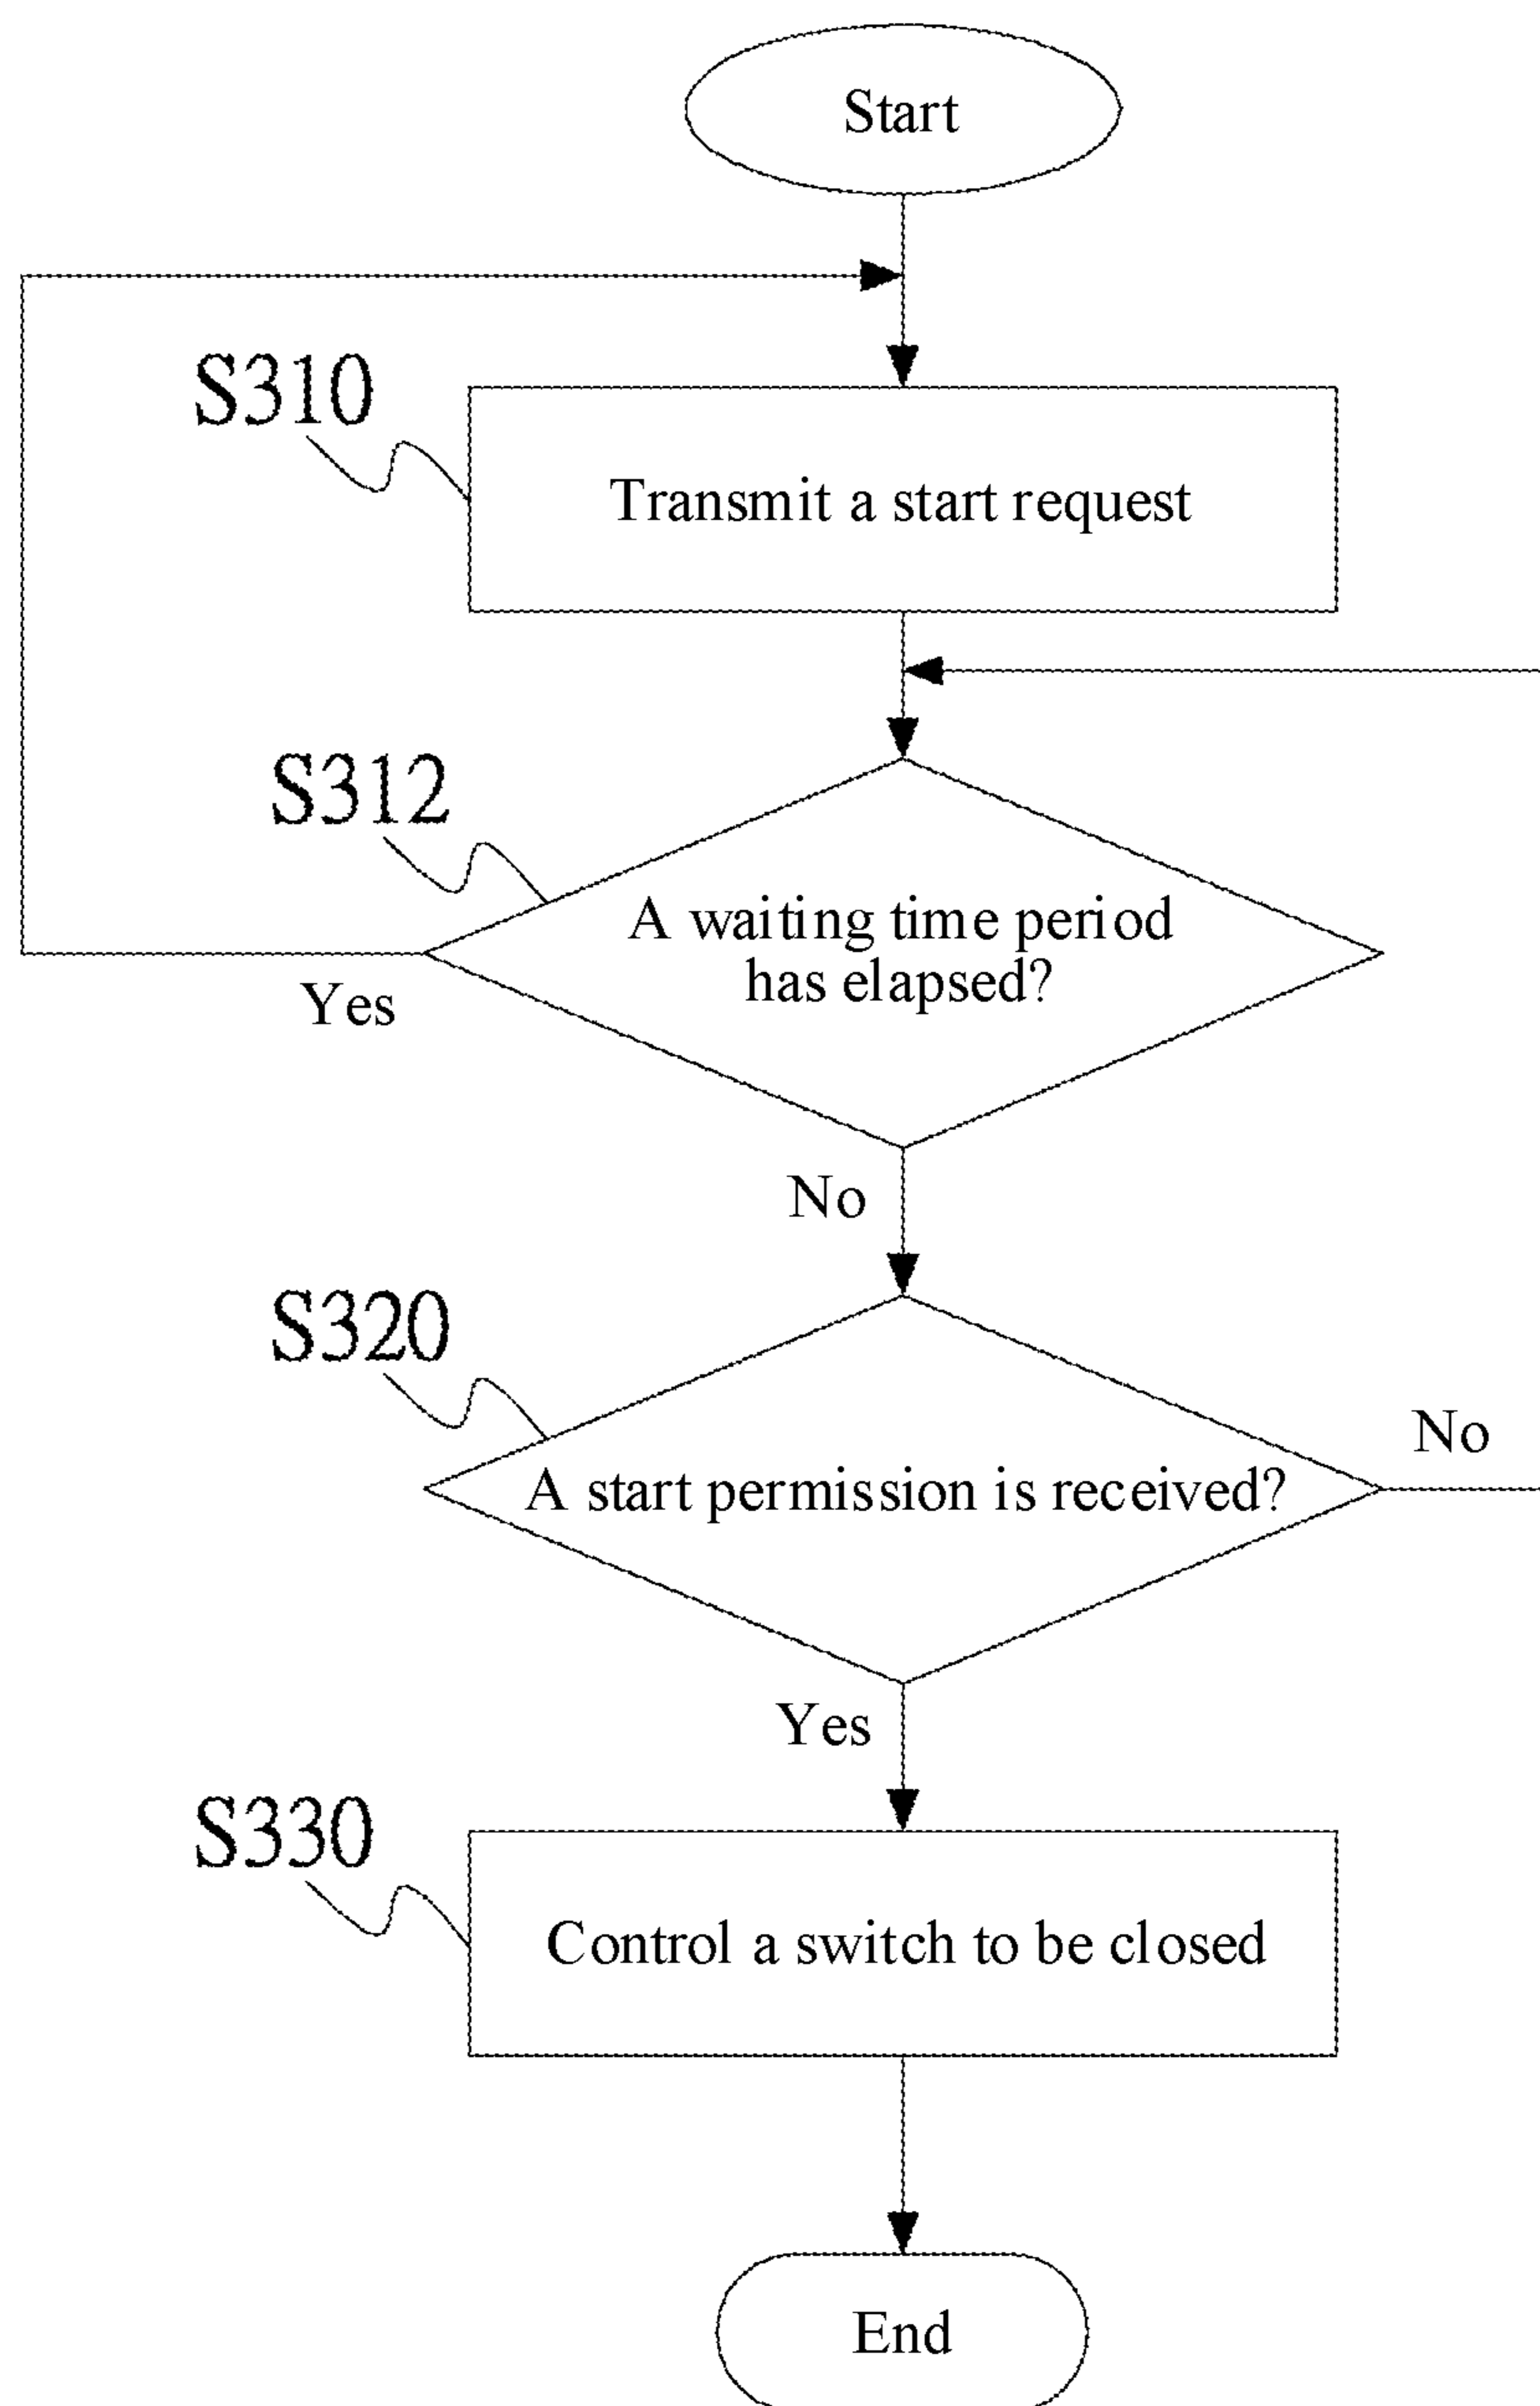 Start
S310
Transmit a start request
S312
A waiting time period
has elapsed?
Yes
No
S320
No
A start permission is received?
Yes
S330
Control a switch to be closed
End